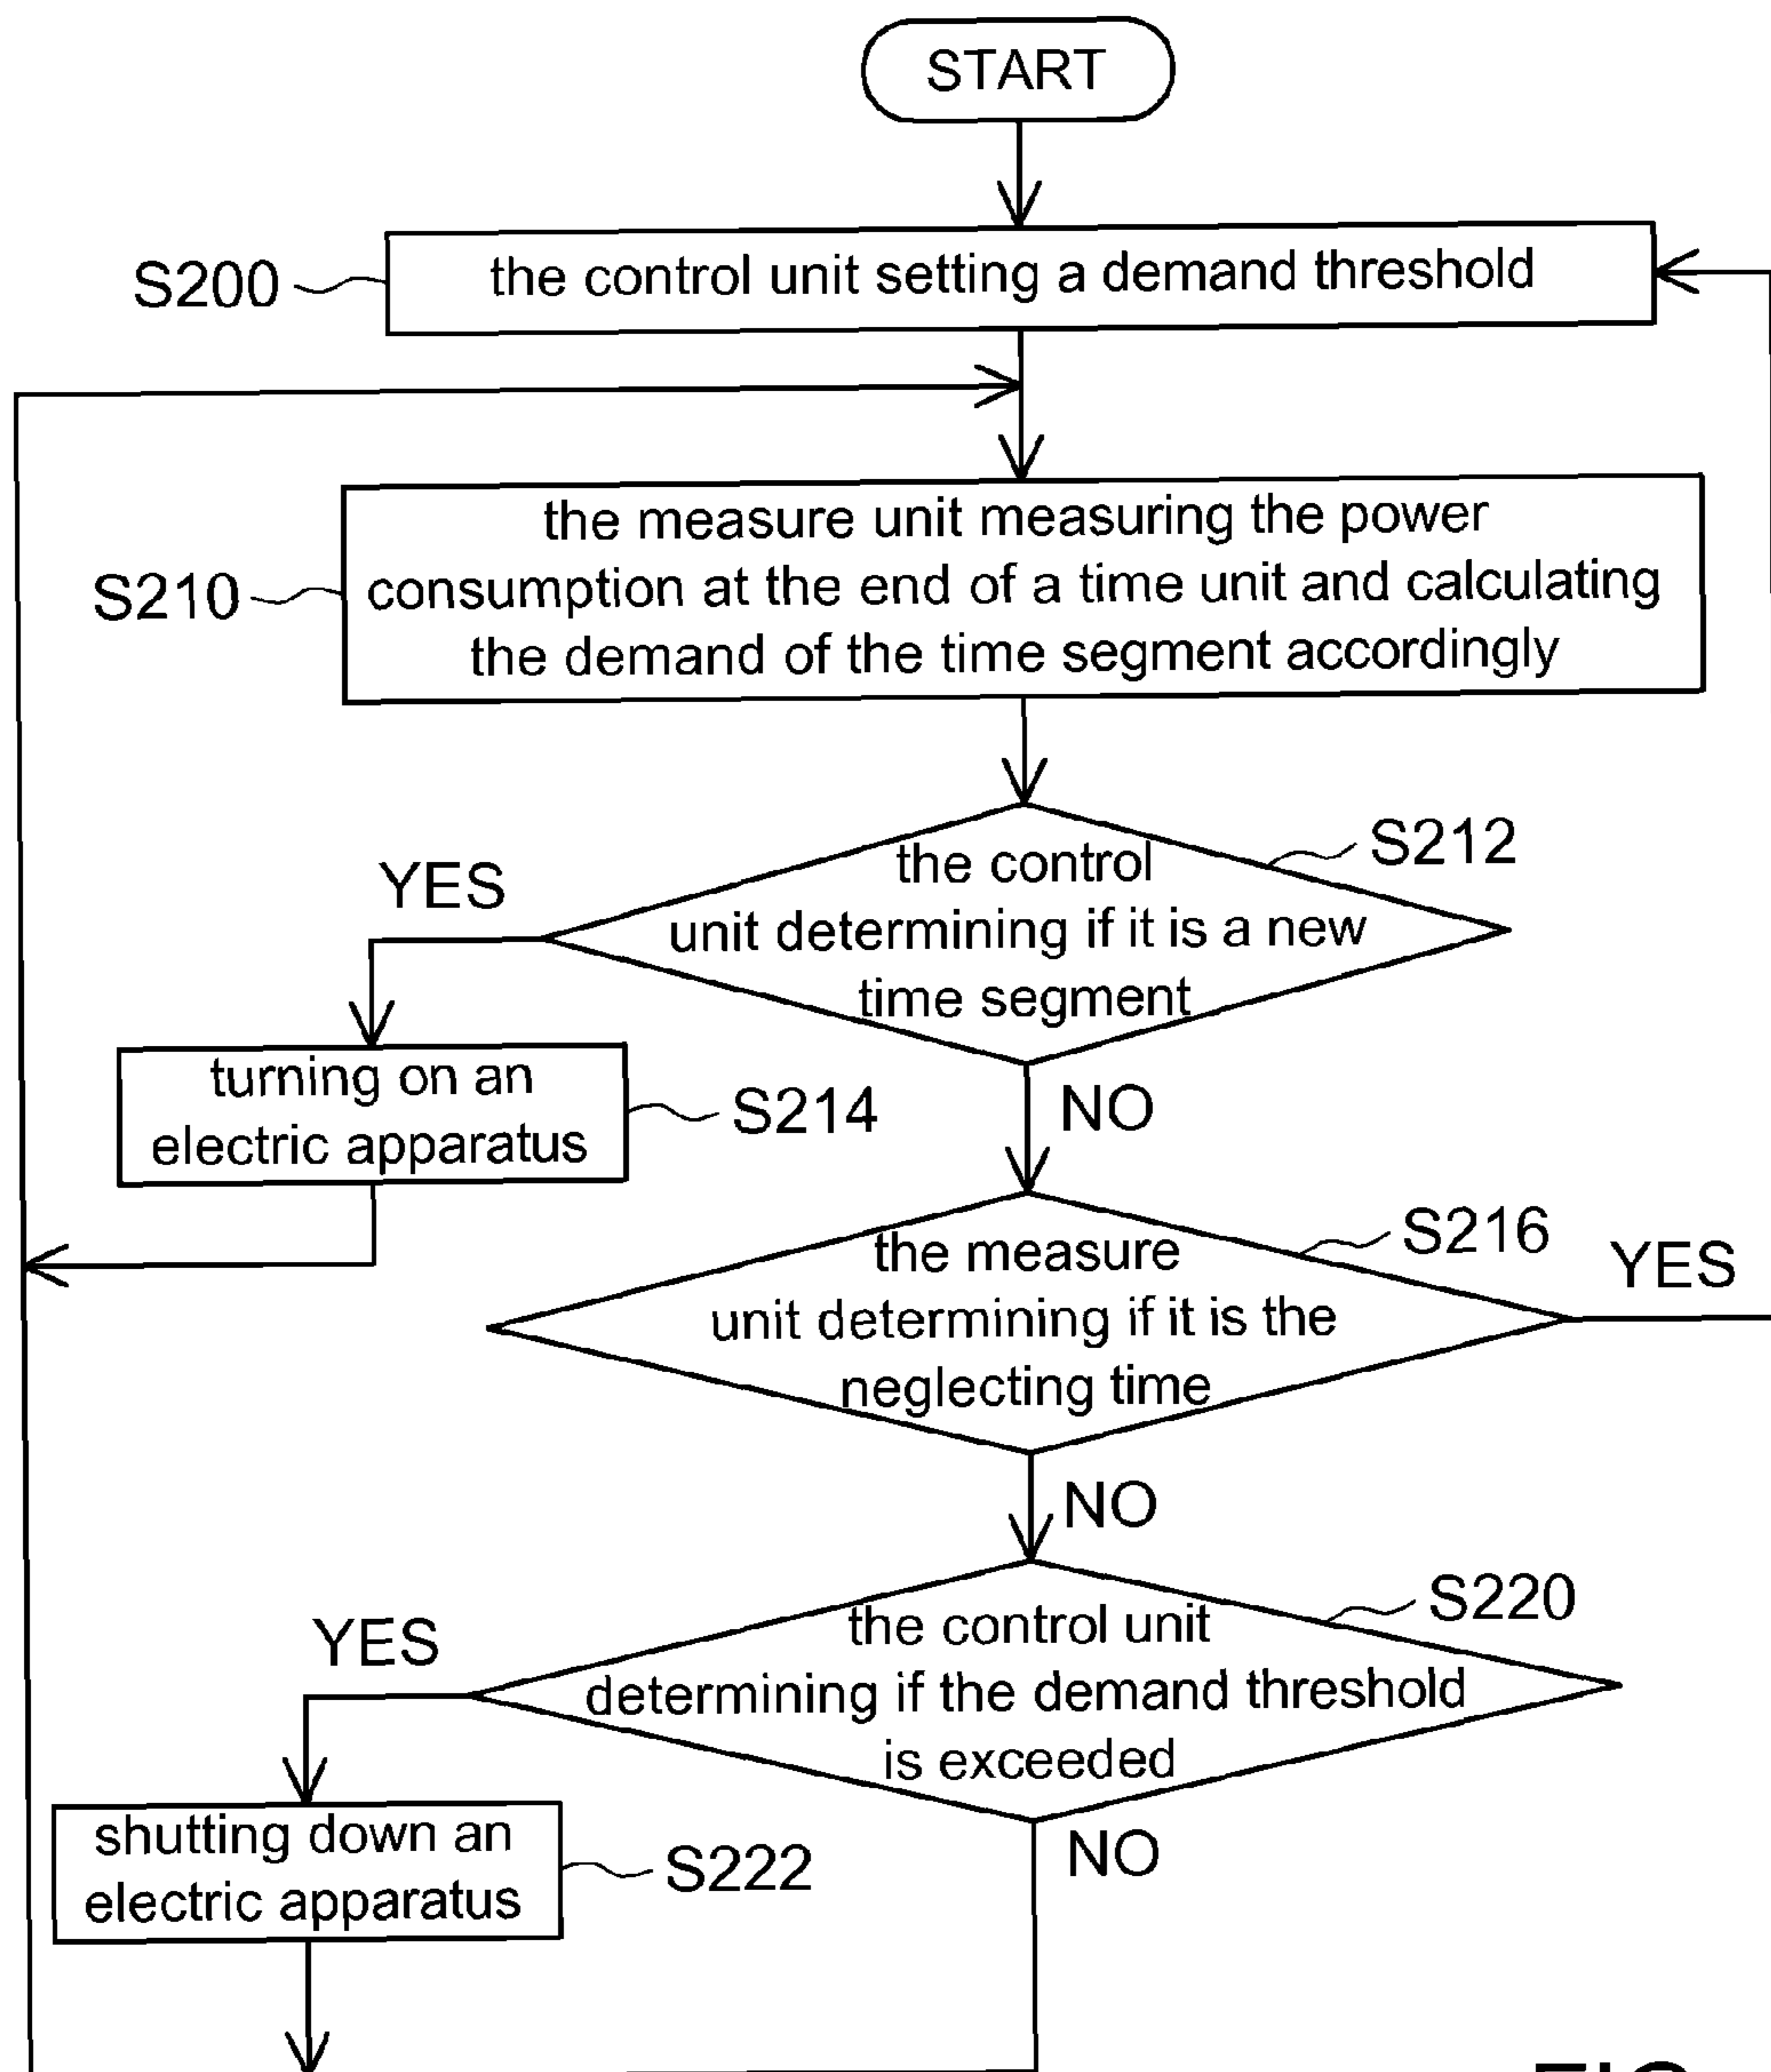 START
S200
the control unit setting a demand threshold
the measure unit measuring the power
S210
consumption at the end of a time unit and calculating
the demand of the time segment accordingly
S212
the control
YES
unit determining if it is a new
time segment
turning on an
electric apparatus
S214
NO
S216
the measure
YES
unit determining if it is the
neglecting time
NO
S220
the control unit
YES
determining if the demand threshold
is exceeded
shutting down an
electric apparatus
S222
NO